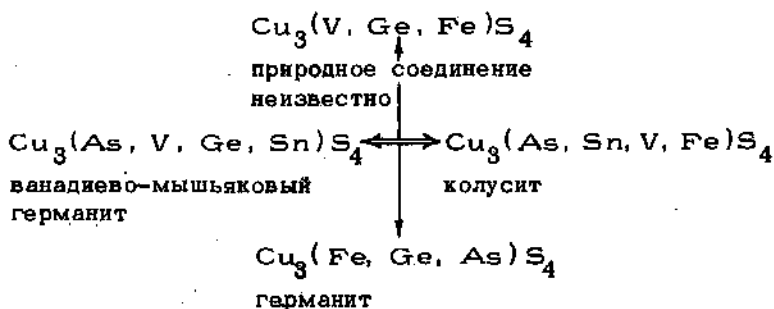 Cu₃(V, Ge, Fe)S₄
природное соединение
неизвестно
Cu₃(As, V, Ge, Sn)S₄ Cu₃(As, Sn, V, Fe)S₄
ванадиево-мышьяковый колусит
германит
Cu₃(Fe, Ge, As)S₄
германит